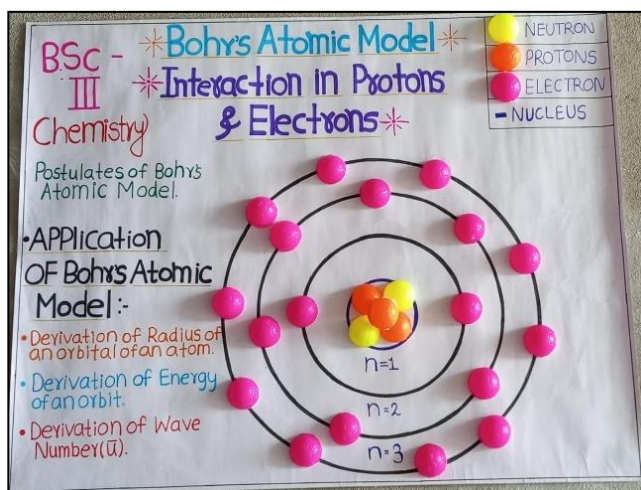 BSc -
III
Chemistry
Postulates of Bohr's
Atomic Model.
•APPlication
OF Bohr's Atomic
Model:-
•Derivation of Radius of
an orbital of an atom.
•Derivation of Energy
of an orbit.
•Derivation of Wave
Number(ū).
*Bohr's Atomic Model*
*Interaction in Protons
& Electrons*
NEUTRON
PROTONS
ELECTRON
- NUCLEUS
n=1
n=2
n=3